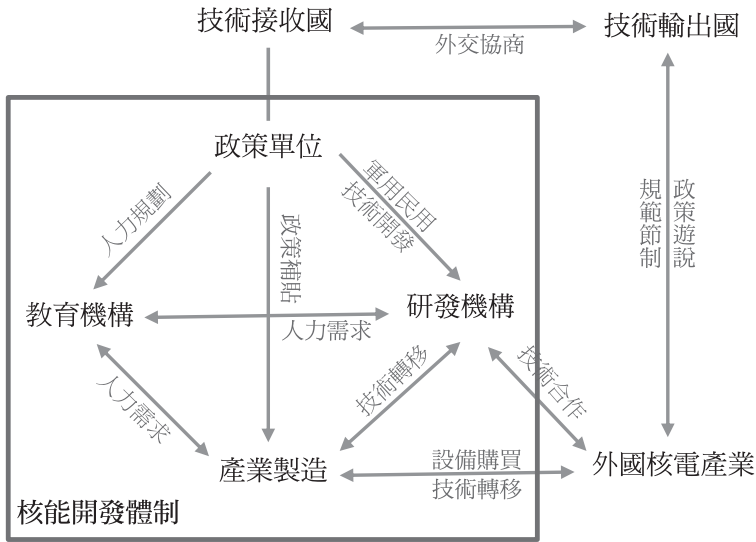 技術接收國
外交協商
技術輸出國
政策單位
人力規劃
政策補貼
軍用民用
技術開發
規範節制
政策遊說
教育機構
人力需求
研發機構
人力需求
技術轉移
技術合作
產業製造
設備購買
技術轉移
外國核電產業
核能開發體制